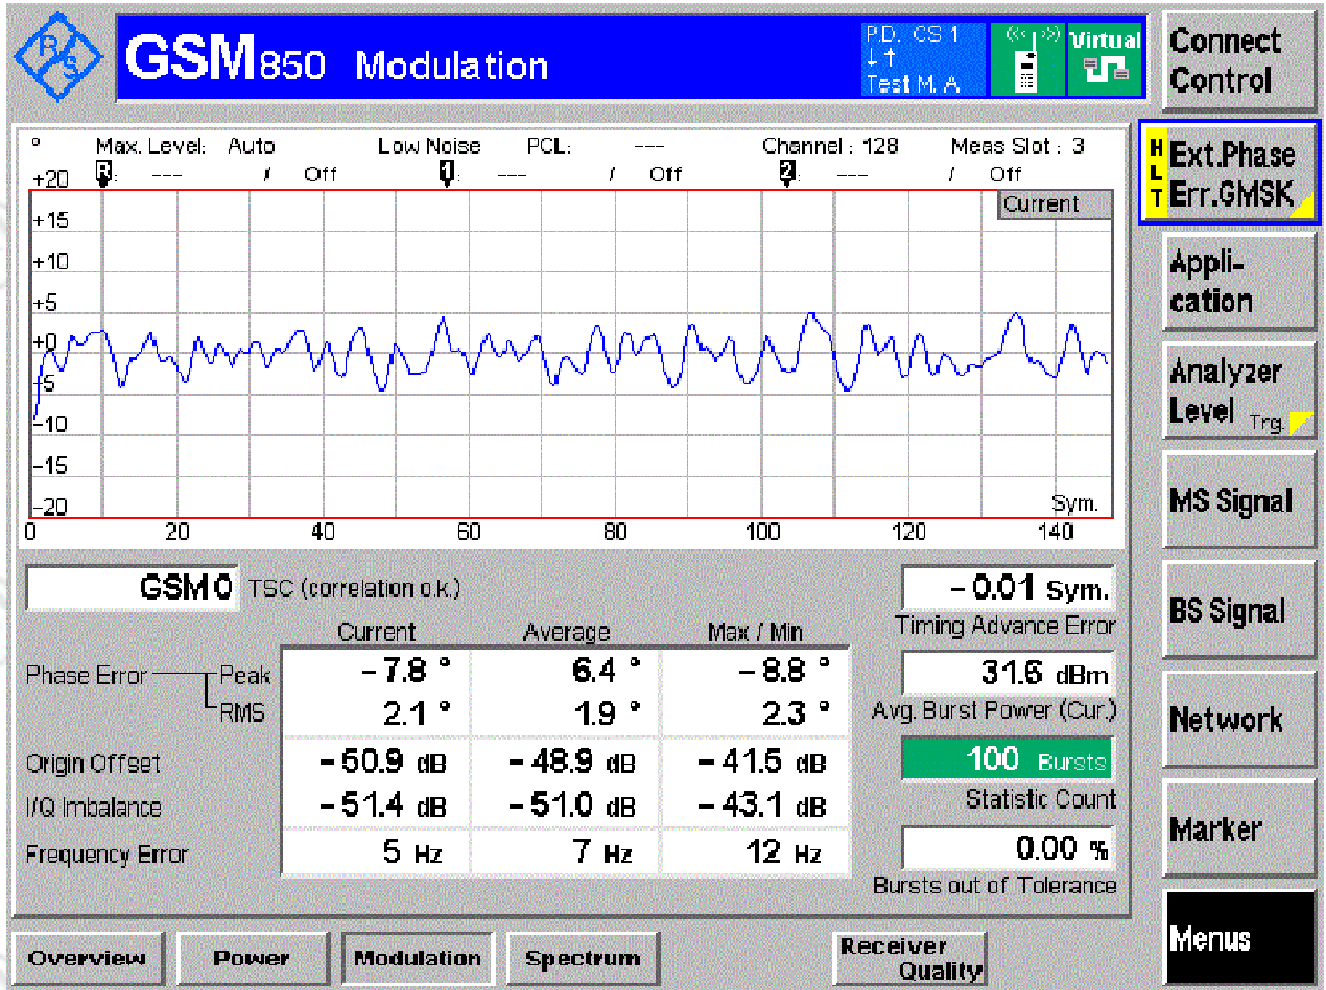 R S
GSM850 Modulation
P.D. CS 1
Test M. A.
Virtual
Connect
Control
° Max. Level: Auto Low Noise PCL: --- Channel : 128 Meas Slot : 3
R : --- / Off 1 : --- / Off 2 : --- / Off
Current
+20
+15
+10
+5
+0
-5
-10
-15
-20
Sym.
0 20 40 60 80 100 120 140
HLT
Ext.Phase
Err.GMSK
Appli-
cation
Analyzer
Level Trg.
MS Signal
BS Signal
Network
Marker
Menus
GSM 0 TSC (correlation o.k.)
- 0.01 Sym.
Timing Advance Error
Current Average Max / Min
Phase Error Peak - 7.8 ° 6.4 ° - 8.8 °
RMS 2.1 ° 1.9 ° 2.3 °
31.6 dBm
Avg. Burst Power (Cur.)
Origin Offset - 50.9 dB - 48.9 dB - 41.5 dB
I/Q Imbalance - 51.4 dB - 51.0 dB - 43.1 dB
Frequency Error 5 Hz 7 Hz 12 Hz
100 Bursts
Statistic Count
0.00 %
Bursts out of Tolerance
Overview Power Modulation Spectrum
Receiver
Quality